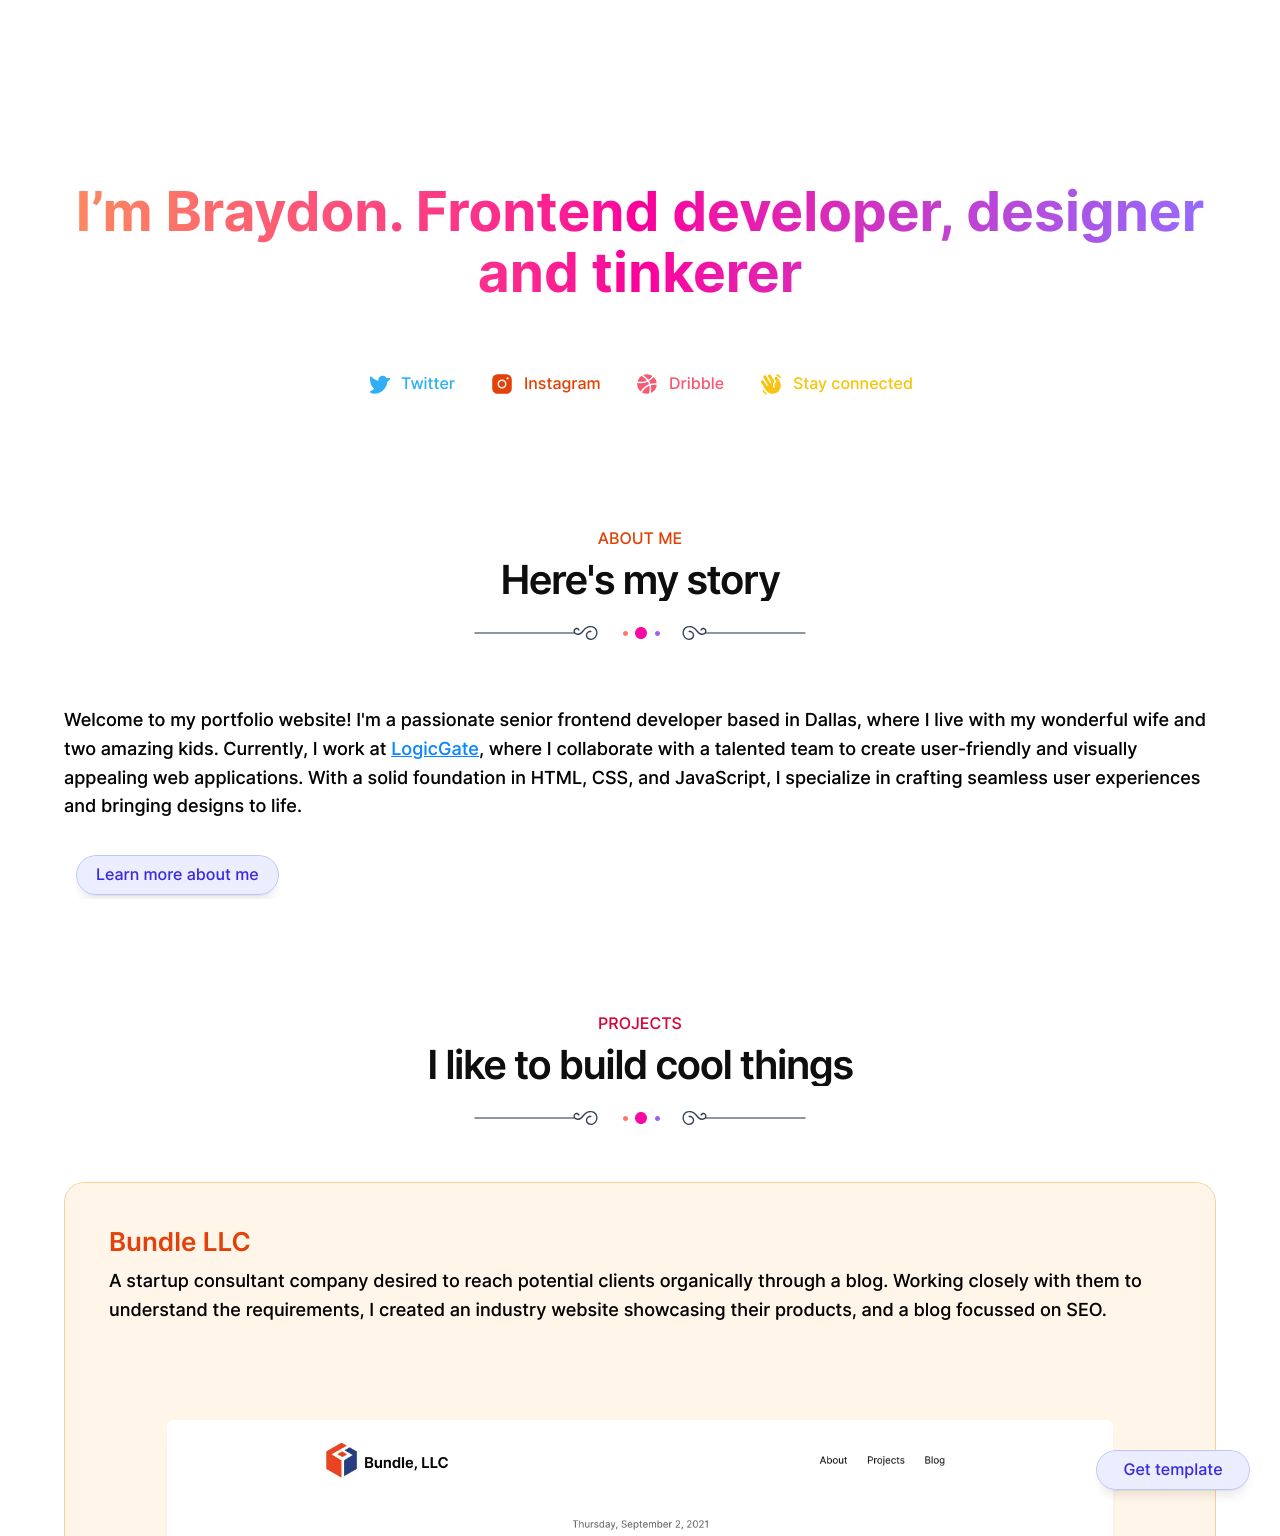 I’m Braydon. Frontend developer, designer
and tinkerer
Twitter
Instagram
Dribble
Stay connected
ABOUT ME
Here's my story
Welcome to my portfolio website! I'm a passionate senior frontend developer based in Dallas, where I live with my wonderful wife and
two amazing kids. Currently, I work at LogicGate, where I collaborate with a talented team to create user-friendly and visually
appealing web applications. With a solid foundation in HTML, CSS, and JavaScript, I specialize in crafting seamless user experiences
and bringing designs to life.
Learn more about me
PROJECTS
I like to build cool things
Bundle LLC
A startup consultant company desired to reach potential clients organically through a blog. Working closely with them to
understand the requirements, I created an industry website showcasing their products, and a blog focussed on SEO.
Bundle, LLC
About
Projects
Blog
Get template
Thursday, September 2, 2021